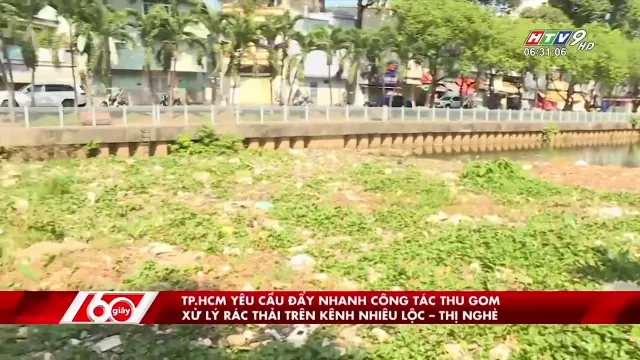 HTV9 HD
06:31:06
60 giây
TP.HCM YÊU CẦU ĐẨY NHANH CÔNG TÁC THU GOM
XỬ LÝ RÁC THẢI TRÊN KÊNH NHIÊU LỘC – THỊ NGHÈ